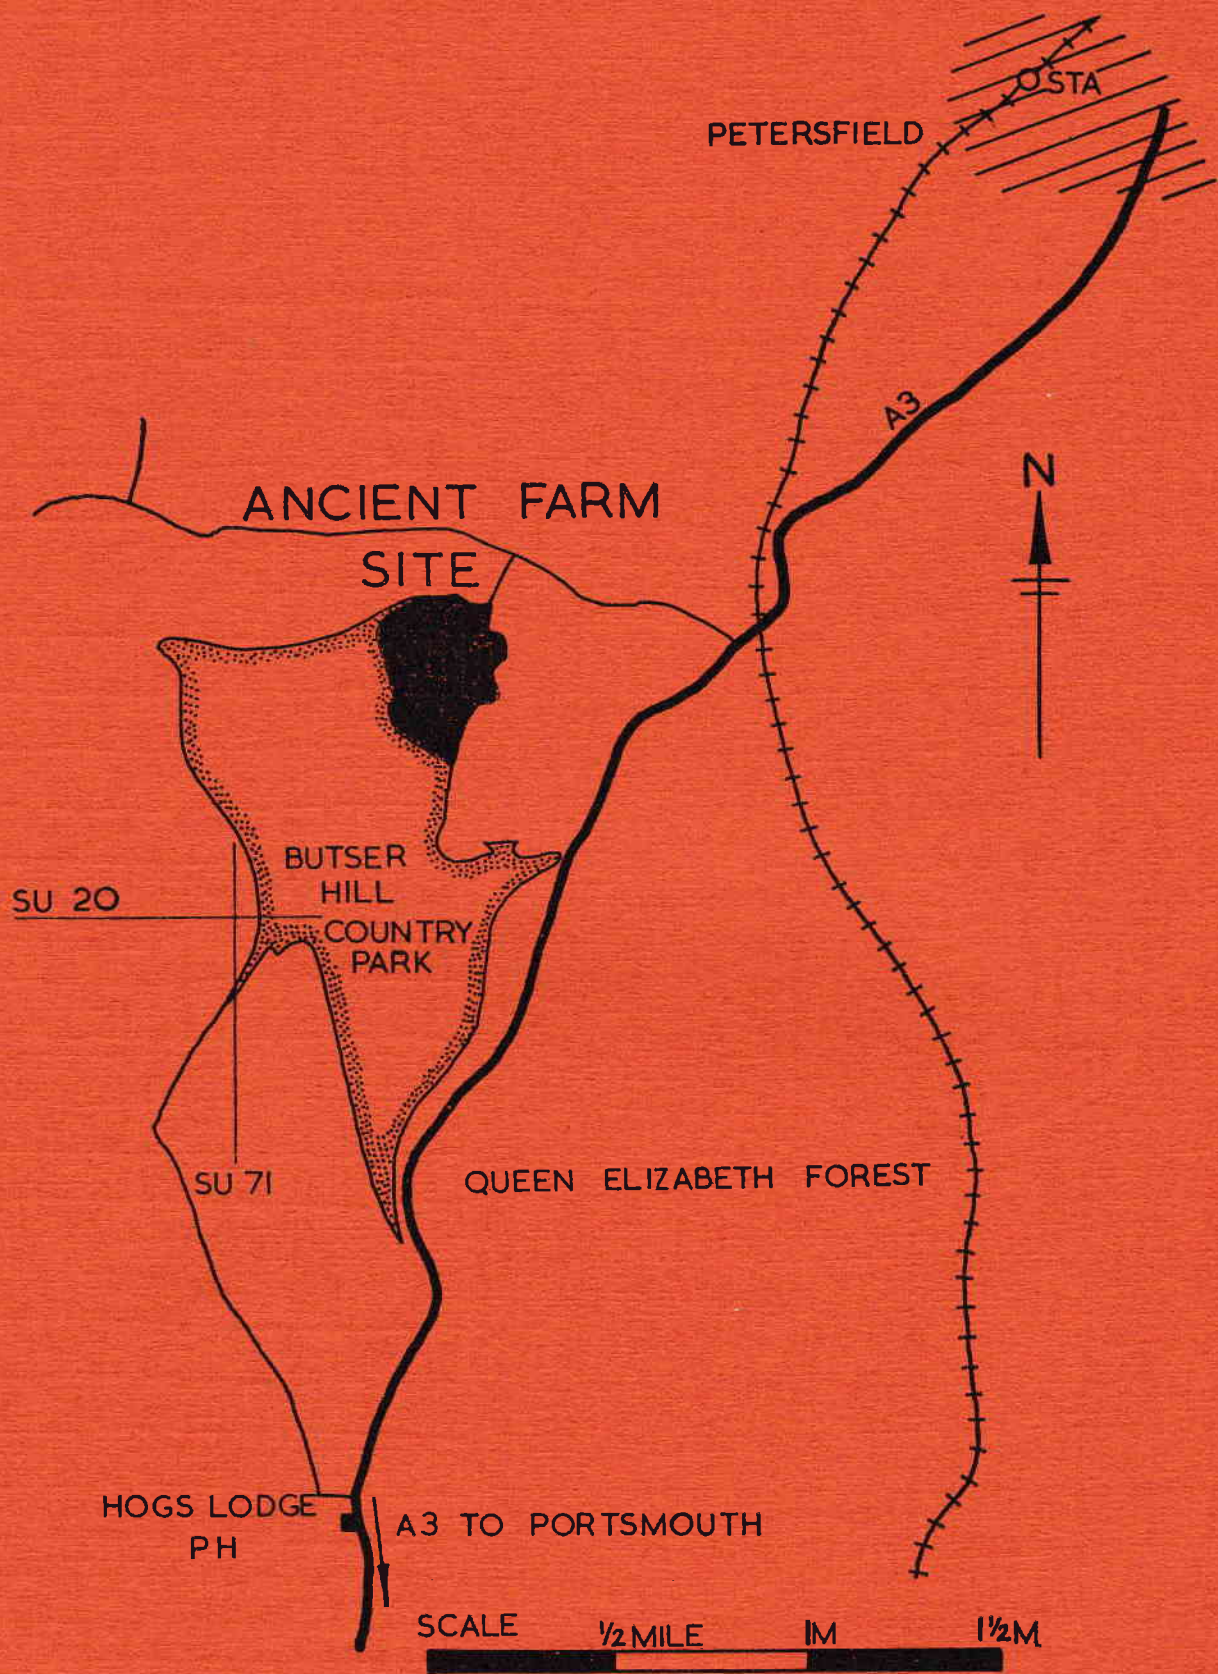 STA
PETERSFIELD
A3
N
ANCIENT FARM
SITE
BUTSER
HILL
COUNTRY
PARK
SU 20
SU 71
QUEEN ELIZABETH FOREST
HOGS LODGE
PH
A3 TO PORTSMOUTH
SCALE ½ MILE 1M 1½M